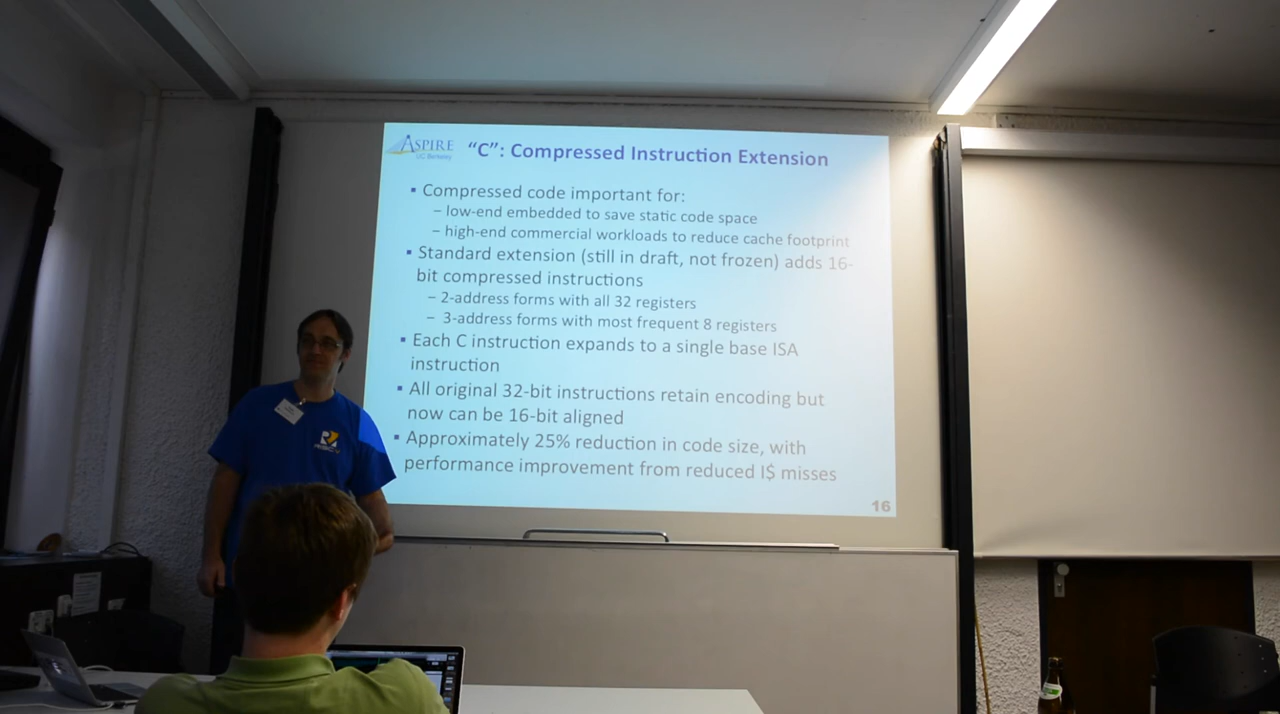 ASPIRE
UC Berkeley
“C”: Compressed Instruction Extension
▪ Compressed code important for:
– low-end embedded to save static code space
– high-end commercial workloads to reduce cache footprint
▪ Standard extension (still in draft, not frozen) adds 16-
bit compressed instructions
– 2-address forms with all 32 registers
– 3-address forms with most frequent 8 registers
▪ Each C instruction expands to a single base ISA
instruction
▪ All original 32-bit instructions retain encoding but
now can be 16-bit aligned
▪ Approximately 25% reduction in code size, with
performance improvement from reduced I$ misses
16